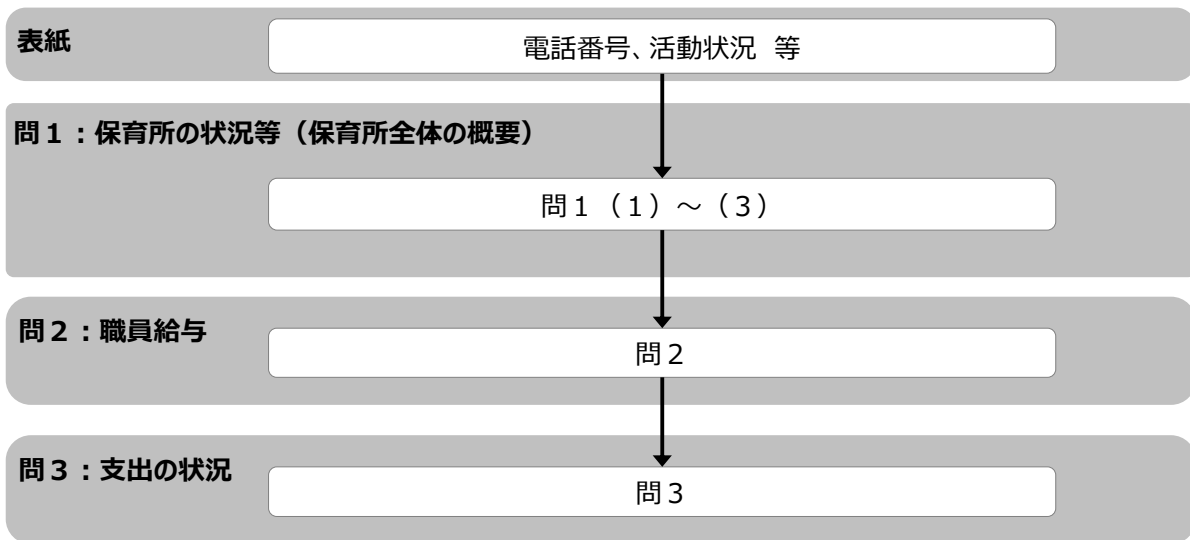 表紙
電話番号、活動状況 等
問1：保育所の状況等（保育所全体の概要）
問１（１）～（３）
問2：職員給与
問２
問3：支出の状況
問３